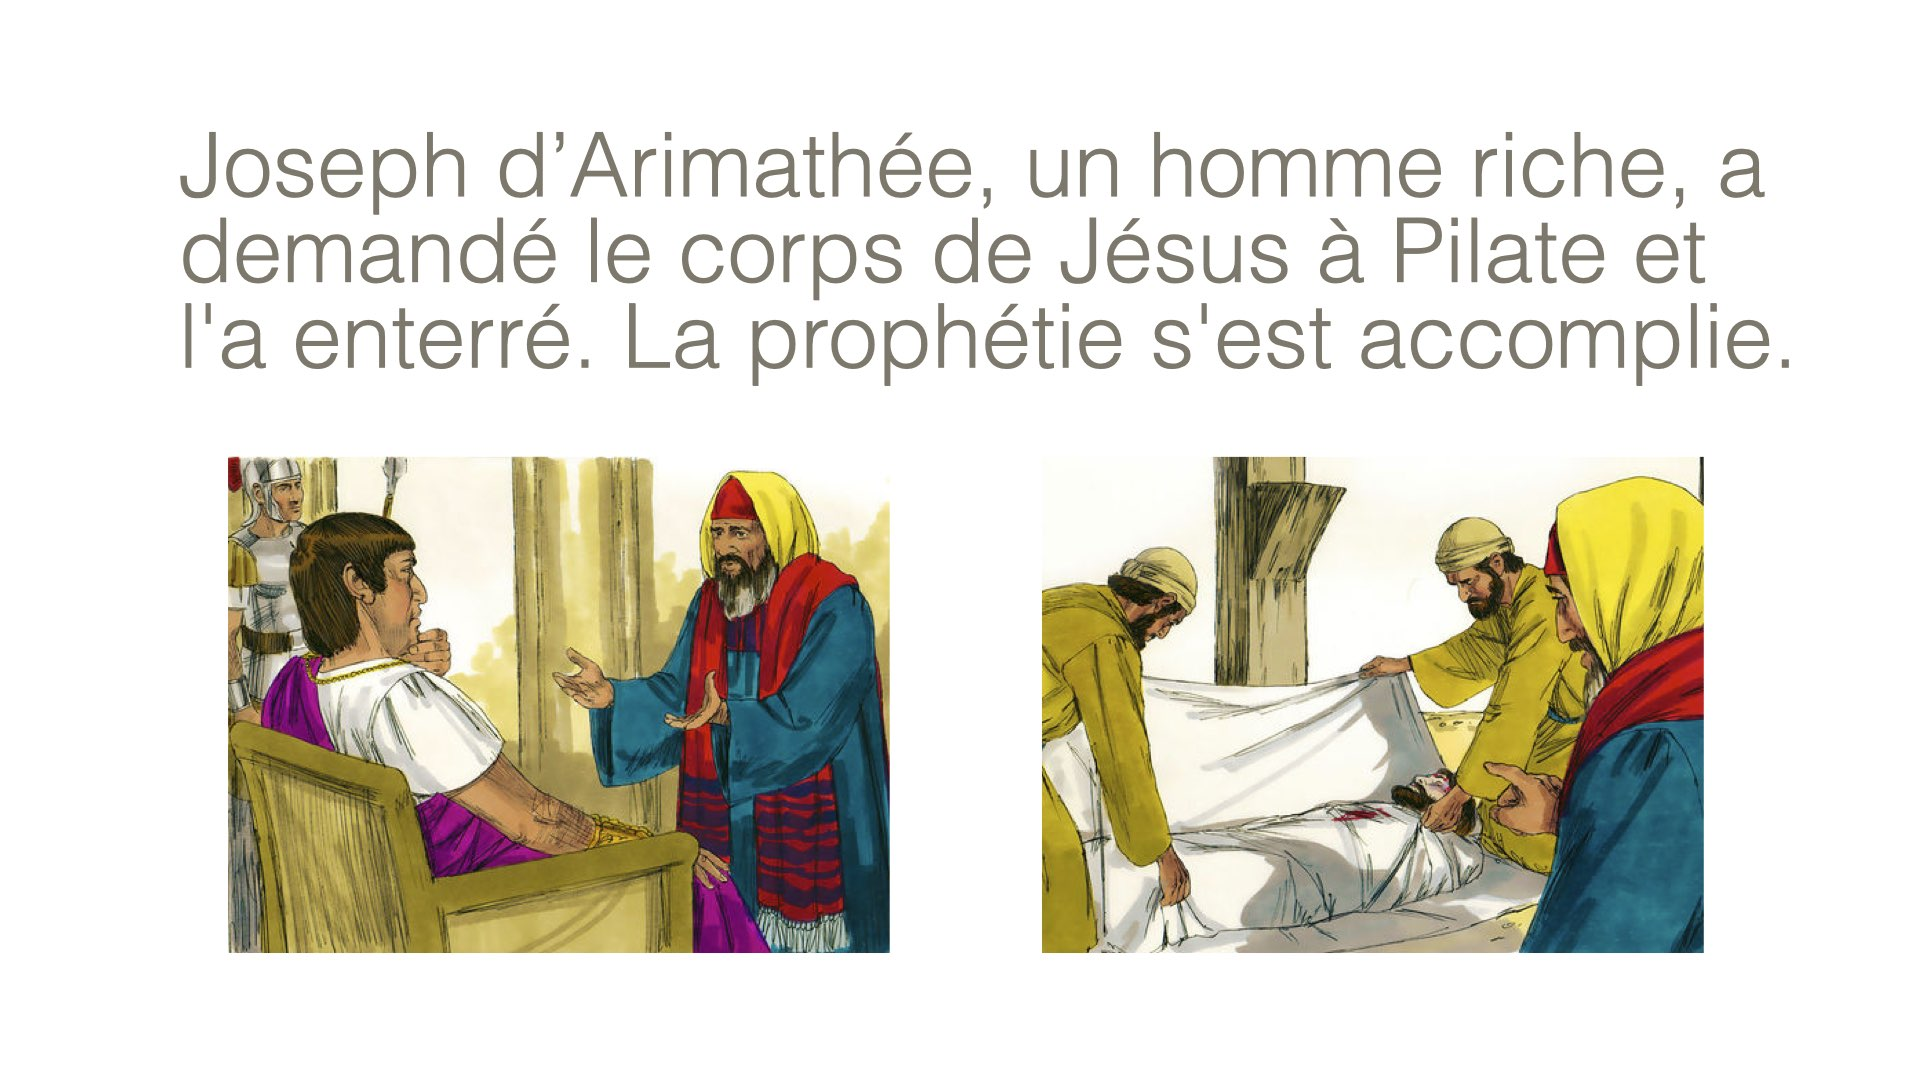 Joseph d’Arimathée, un homme riche, a
demandé le corps de Jésus à Pilate et
l'a enterré. La prophétie s'est accomplie.